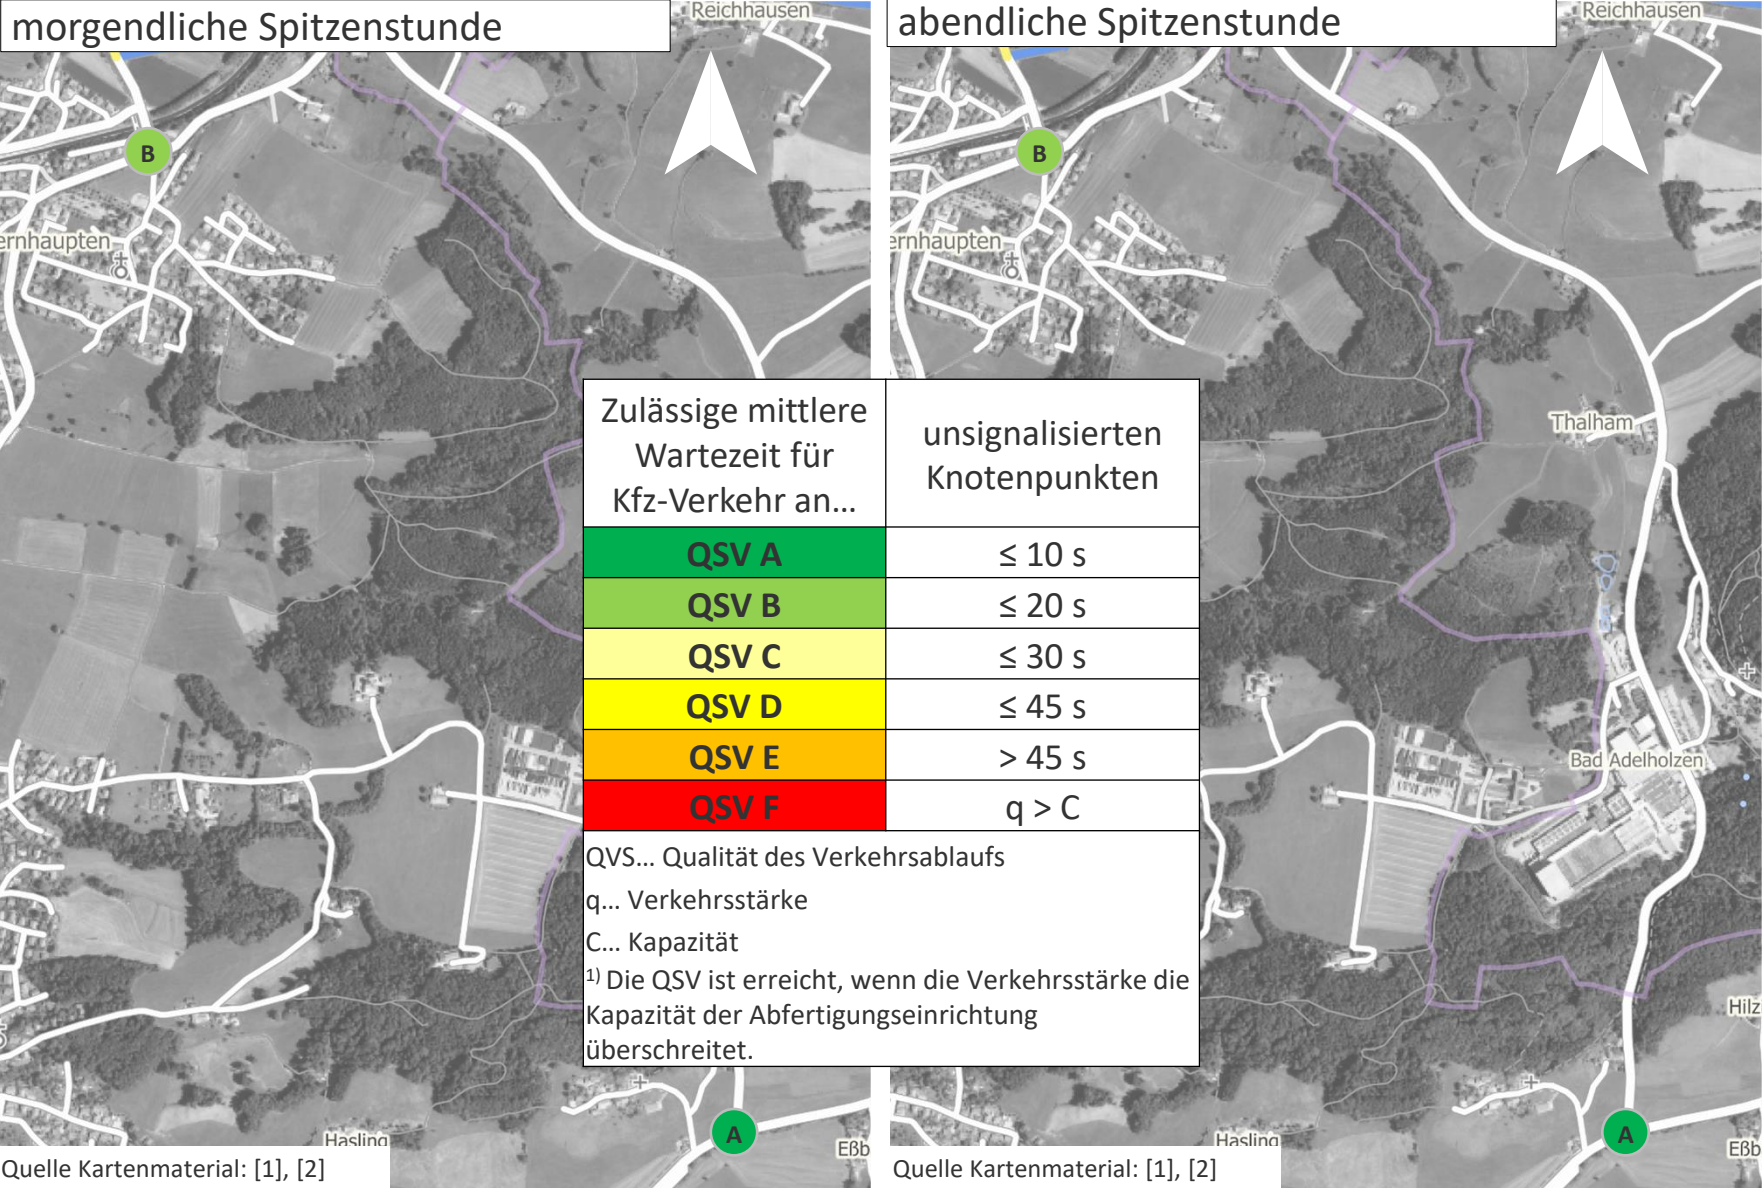 morgendliche Spitzenstunde
Reichhausen
B
ernhaupten
abendliche Spitzenstunde
Reichhausen
B
ernhaupten
Thalham
Bad Adelholzen
Hilz
Zulässige mittlere
Wartezeit für
Kfz-Verkehr an...
unsignalisierten
Knotenpunkten
QSV A ≤ 10 s
QSV B ≤ 20 s
QSV C ≤ 30 s
QSV D ≤ 45 s
QSV E > 45 s
QSV F q > C
QVS... Qualität des Verkehrsablaufs
q... Verkehrsstärke
C... Kapazität
1) Die QSV ist erreicht, wenn die Verkehrsstärke die
Kapazität der Abfertigungseinrichtung
überschreitet.
Hasling
A
Eßb
Quelle Kartenmaterial: [1], [2]
Hasling
A
Eßb
Quelle Kartenmaterial: [1], [2]